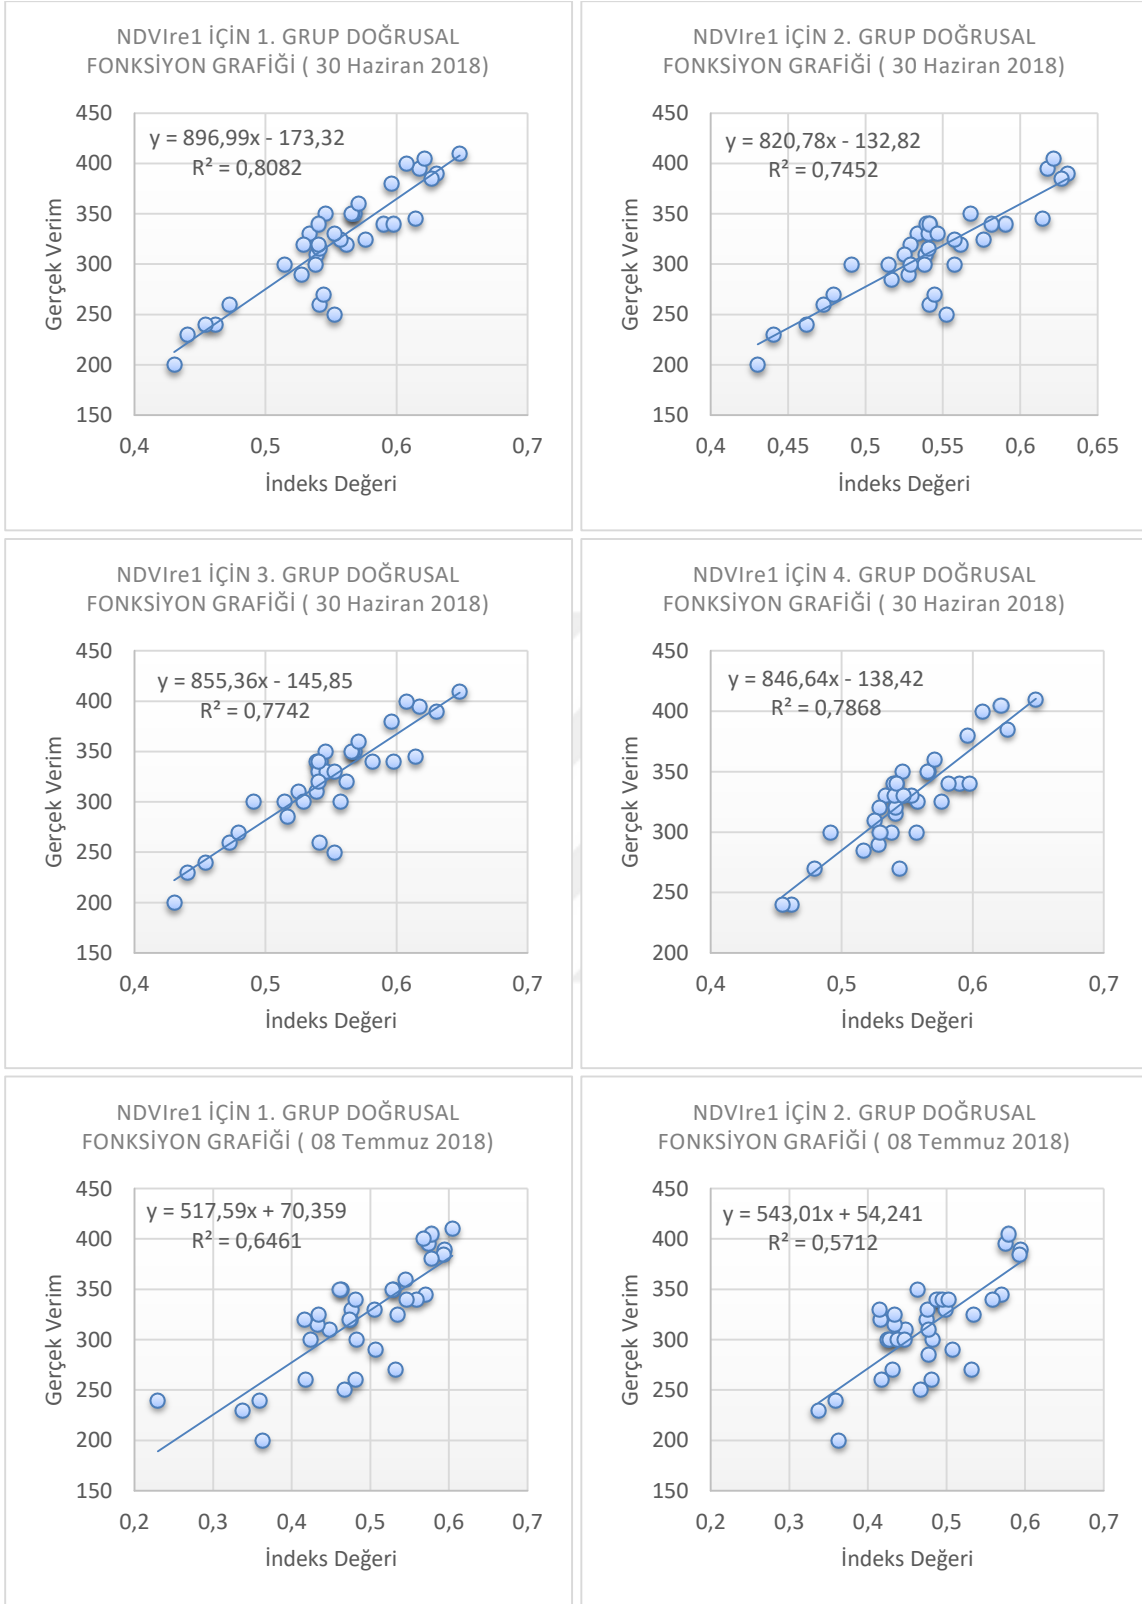 NDVIre1 İÇİN 1. GRUP DOĞRUSAL
FONKSİYON GRAFİĞİ ( 30 Haziran 2018)
y = 896,99x - 173,32
R² = 0,8082
Gerçek Verim
450
400
350
300
250
200
150
0,4 0,5 0,6 0,7
İndeks Değeri
NDVIre1 İÇİN 2. GRUP DOĞRUSAL
FONKSİYON GRAFİĞİ ( 30 Haziran 2018)
y = 820,78x - 132,82
R² = 0,7452
Gerçek Verim
450
400
350
300
250
200
150
0,4 0,45 0,5 0,55 0,6 0,65
İndeks Değeri
NDVIre1 İÇİN 3. GRUP DOĞRUSAL
FONKSİYON GRAFİĞİ ( 30 Haziran 2018)
y = 855,36x - 145,85
R² = 0,7742
Gerçek Verim
450
400
350
300
250
200
150
0,4 0,5 0,6 0,7
İndeks Değeri
NDVIre1 İÇİN 4. GRUP DOĞRUSAL
FONKSİYON GRAFİĞİ ( 30 Haziran 2018)
y = 846,64x - 138,42
R² = 0,7868
Gerçek Verim
450
400
350
300
250
200
0,4 0,5 0,6 0,7
İndeks Değeri
NDVIre1 İÇİN 1. GRUP DOĞRUSAL
FONKSİYON GRAFİĞİ ( 08 Temmuz 2018)
y = 517,59x + 70,359
R² = 0,6461
Gerçek Verim
450
400
350
300
250
200
150
0,2 0,3 0,4 0,5 0,6 0,7
İndeks Değeri
NDVIre1 İÇİN 2. GRUP DOĞRUSAL
FONKSİYON GRAFİĞİ ( 08 Temmuz 2018)
y = 543,01x + 54,241
R² = 0,5712
Gerçek Verim
450
400
350
300
250
200
150
0,2 0,3 0,4 0,5 0,6 0,7
İndeks Değeri